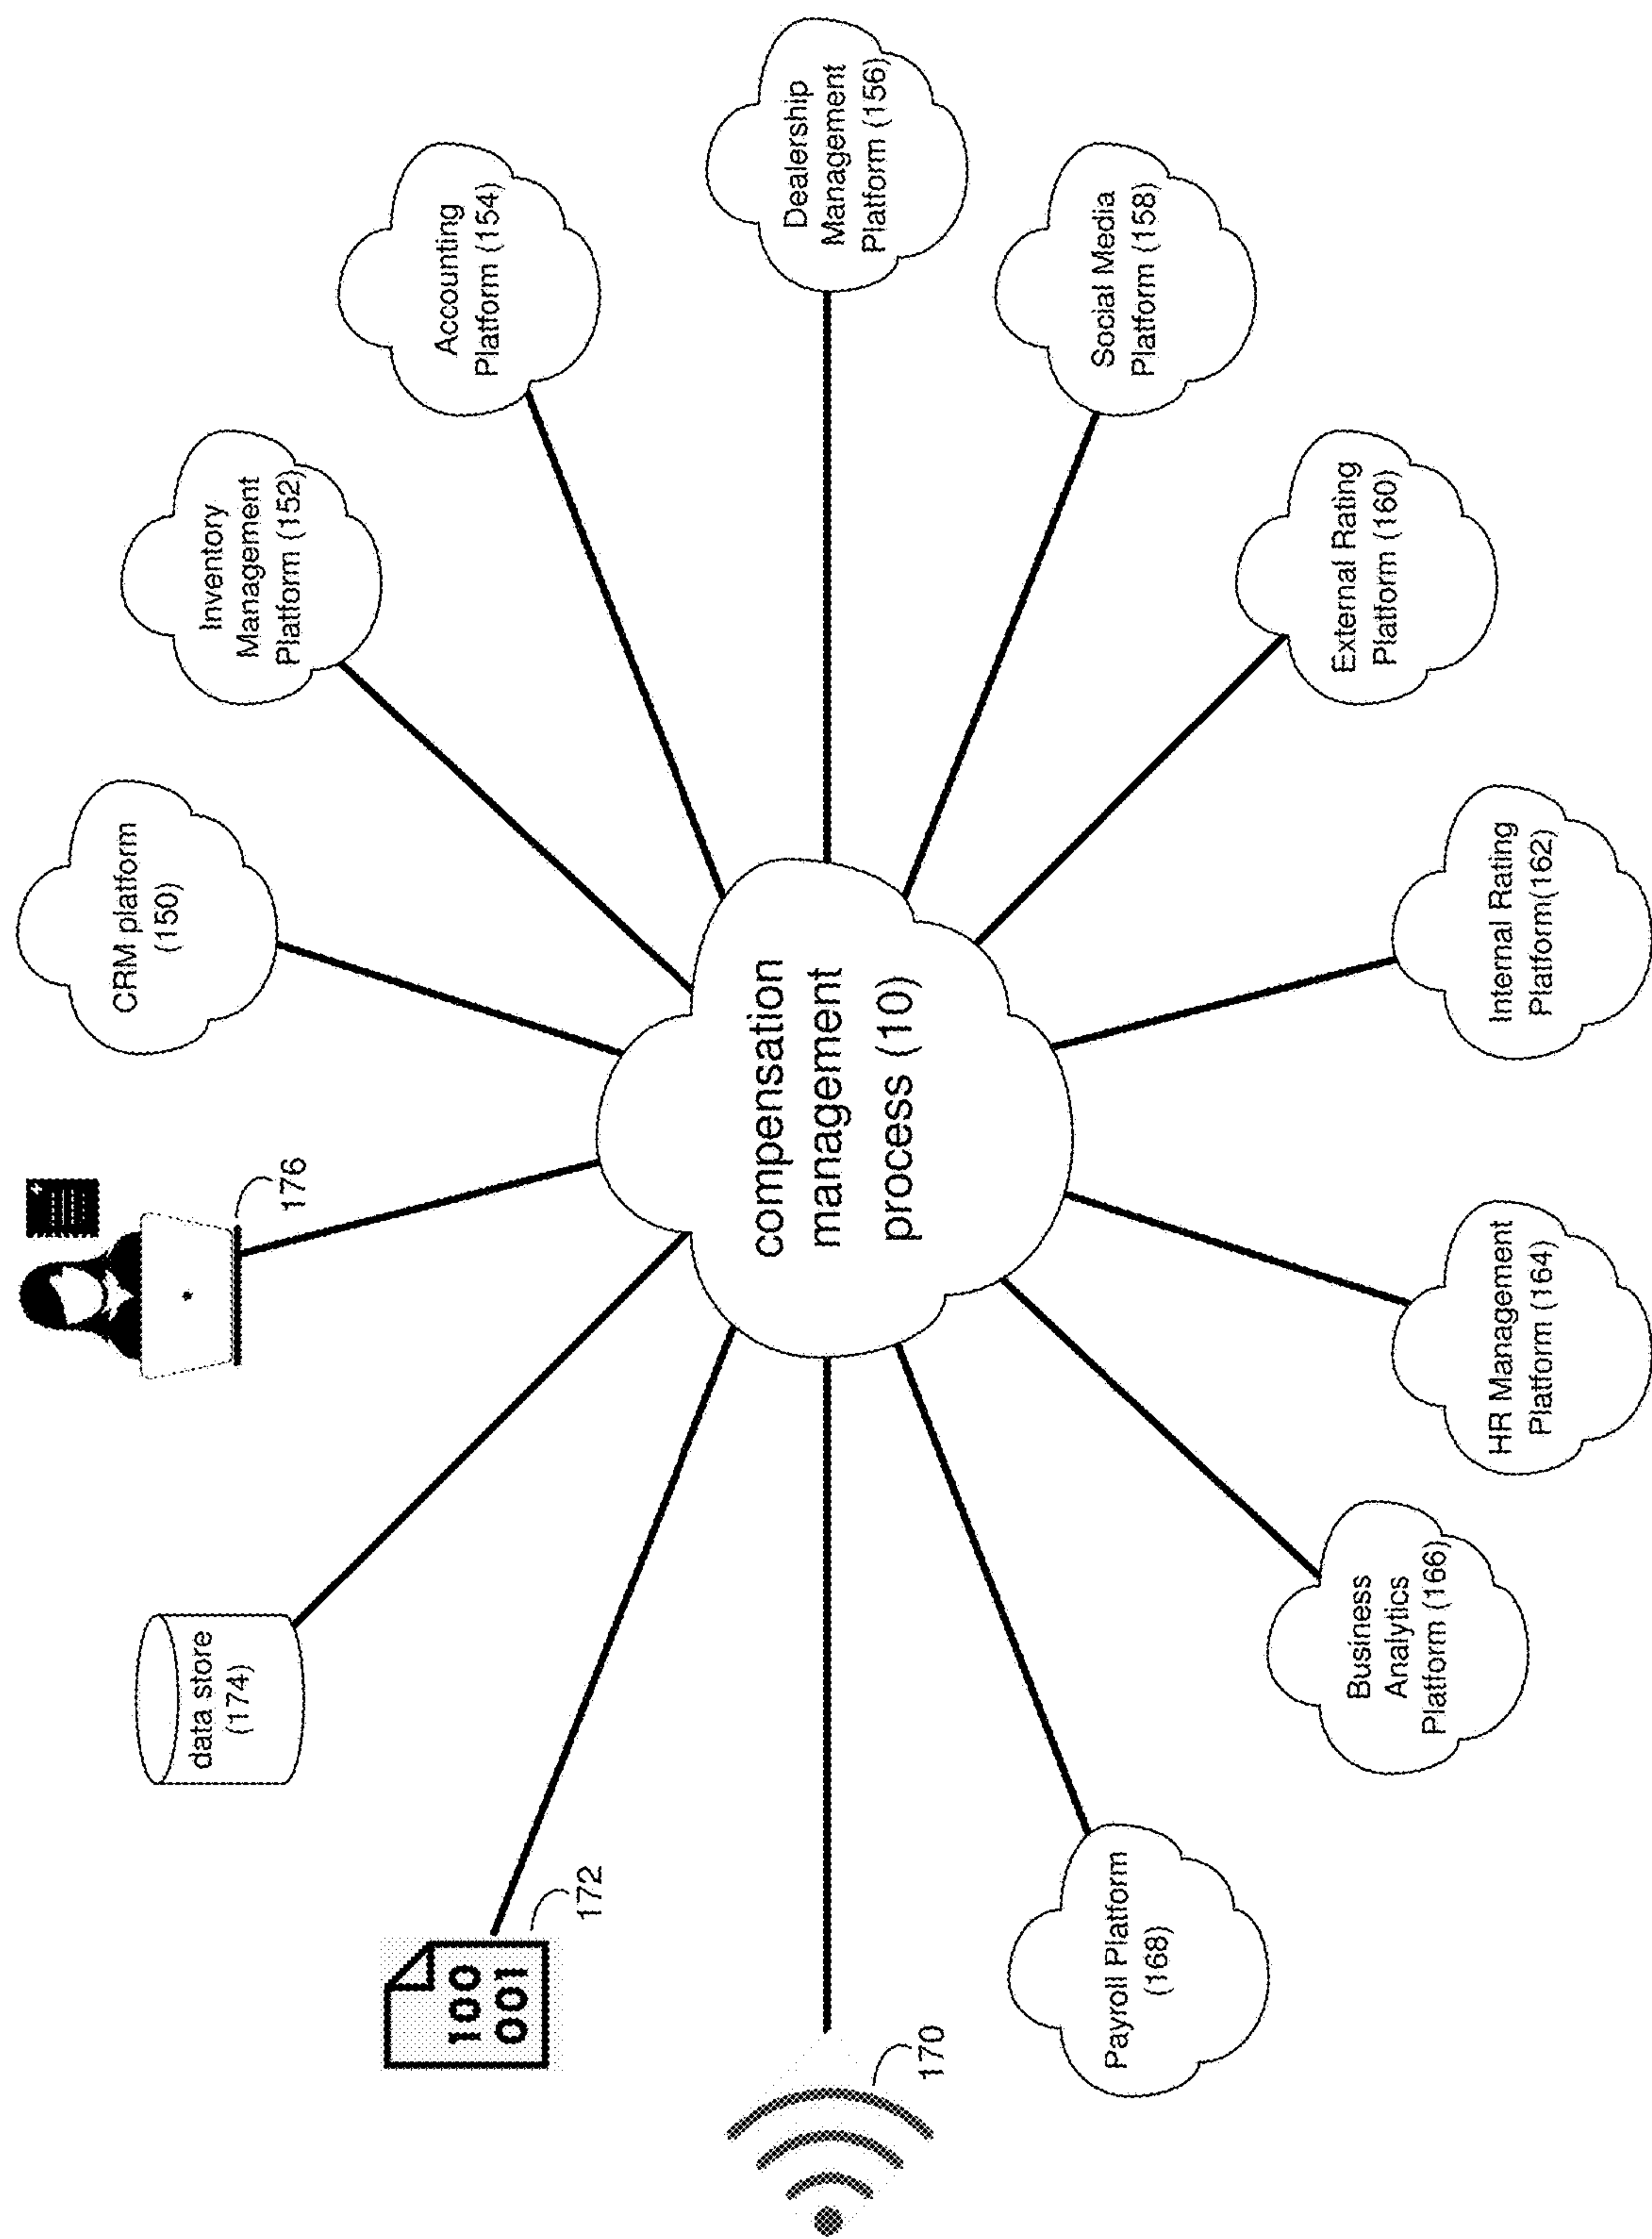 CRM platform
(150)
Inventory
Management
Platform (152)
Accounting
Platform (154)
Dealership
Management
Platform (156)
Social Media
Platform (158)
External Rating
Platform (160)
Internal Rating
Platform(162)
HR Management
Platform (164)
Business
Analytics
Platform (166)
Payroll Platform
(168)
170
100
001
172
data store
(174)
176
compensation
management
process (10)